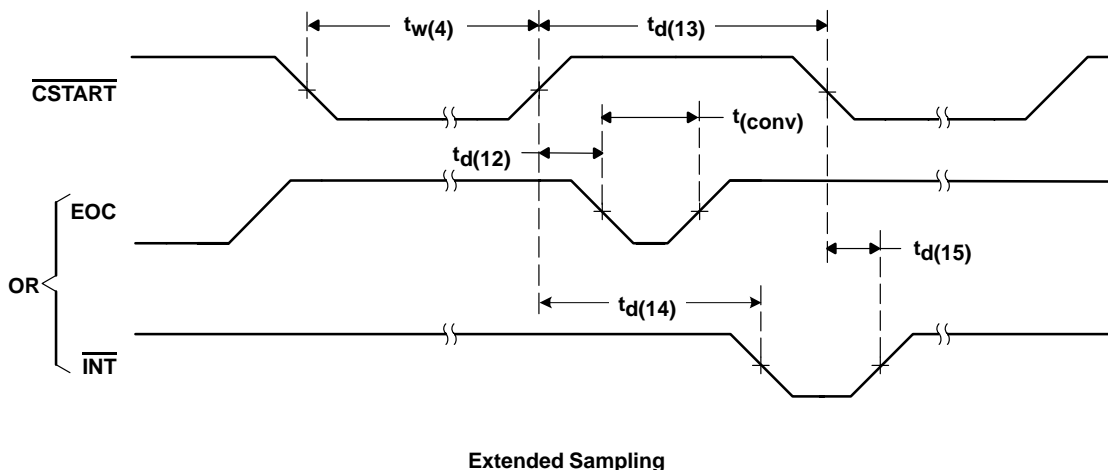 tw(4)
td(13)
CSTART
t(conv)
td(12)
EOC
td(15)
OR
td(14)
INT
Extended Sampling